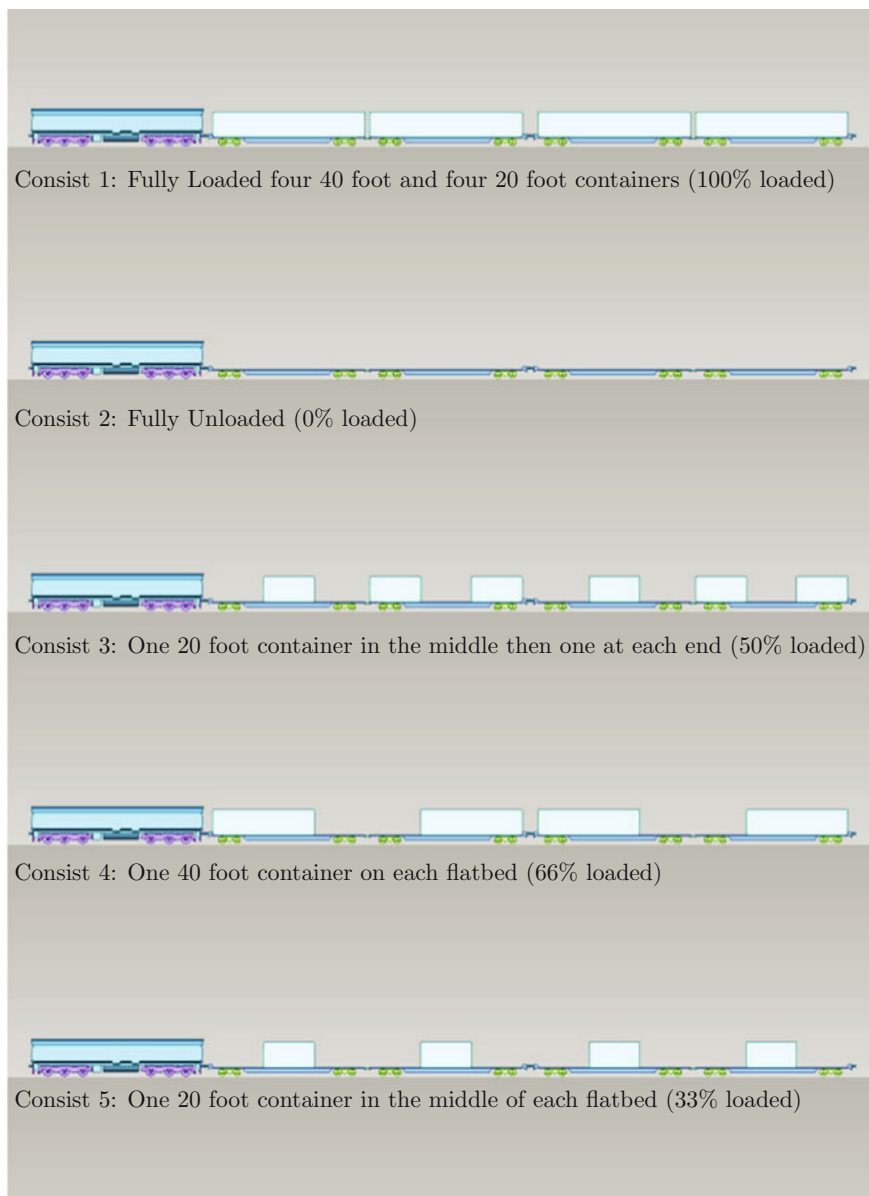 Consist 1: Fully Loaded four 40 foot and four 20 foot containers (100% loaded)
Consist 2: Fully Unloaded (0% loaded)
Consist 3: One 20 foot container in the middle then one at each end (50% loaded)
Consist 4: One 40 foot container on each flatbed (66% loaded)
Consist 5: One 20 foot container in the middle of each flatbed (33% loaded)